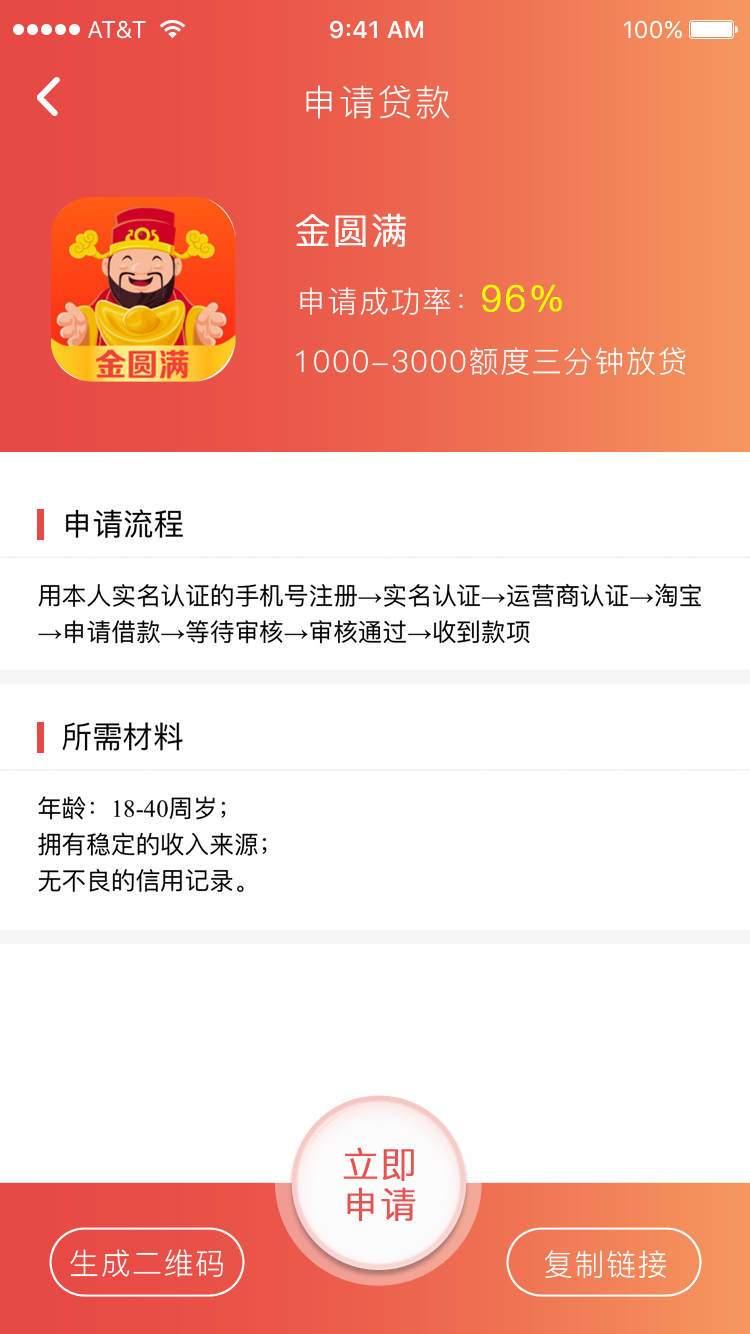 AT&T 9:41 AM 100%
申请贷款
金圆满
申请成功率：96%
1000-3000额度三分钟放贷
金圆满
申请流程
用本人实名认证的手机号注册→实名认证→运营商认证→淘宝
→申请借款→等待审核→审核通过→收到款项
所需材料
年龄：18-40周岁；
拥有稳定的收入来源；
无不良的信用记录。
立即
申请
生成二维码
复制链接